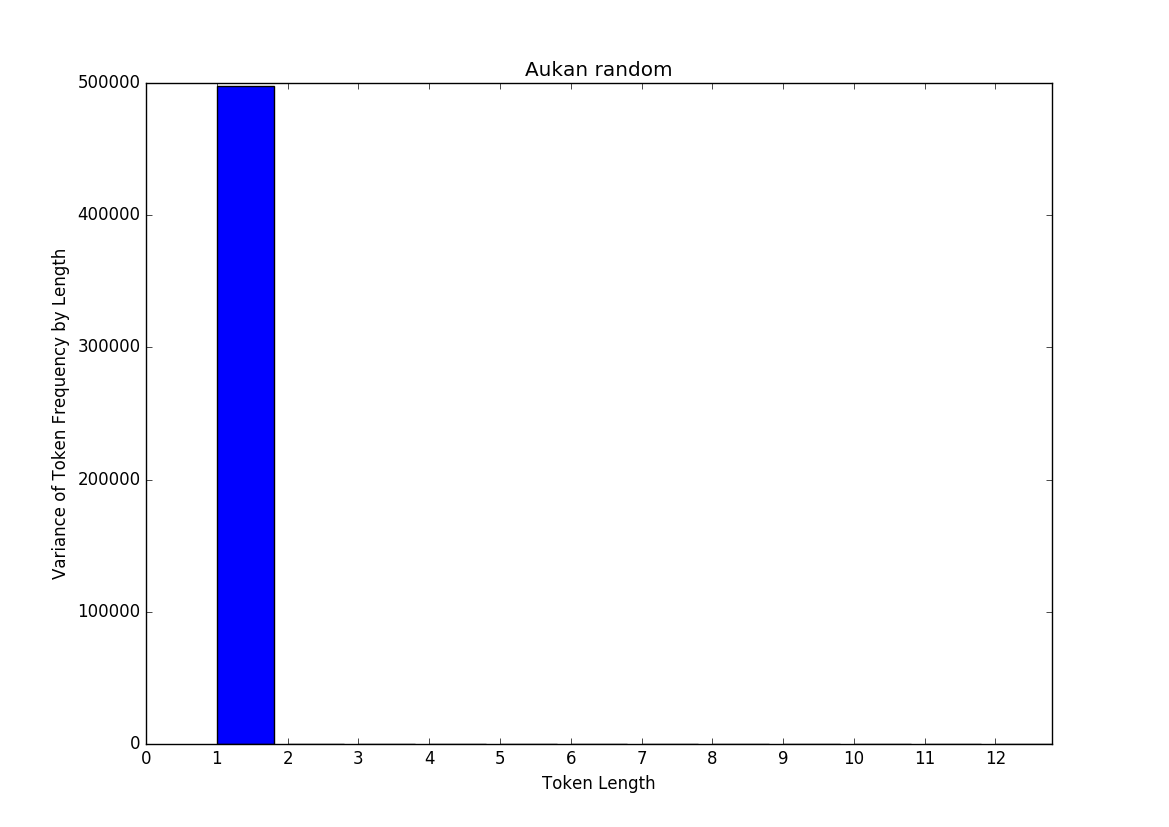 Aukan random
500000
400000
300000
200000
100000
0
Variance of Token Frequency by Length
0 1 2 3 4 5 6 7 8 9 10 11 12
Token Length